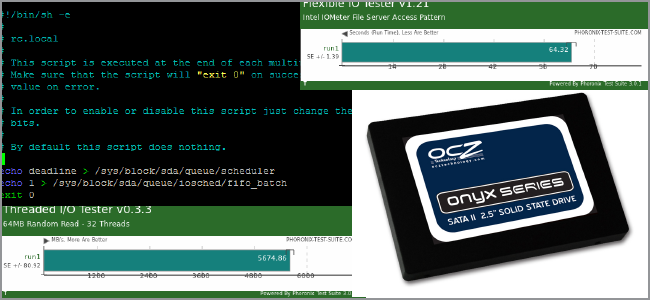 #!/bin/sh -e
#
# rc.local
#
# This script is executed at the end of each multi
# Make sure that the script will "exit 0" on succe
# value on error.
#
# In order to enable or disable this script just change the
# bits.
#
# By default this script does nothing.
echo deadline > /sys/block/sda/queue/scheduler
echo 1 > /sys/block/sda/queue/iosched/fifo_batch
exit 0
Flexible IO Tester v1.21
Intel IOMeter File Server Access Pattern
Seconds (Run Time), Less Are Better
PHORONIX-TEST-SUITE.COM
run1
64.32
SE +/- 1.39
14 28 42 56 70
Powered By Phoronix Test Suite 3.0.1
OCZ
Technology
ocztechnology.com
ONYX SERIES
SATA II 2.5" SOLID STATE DRIVE
Threaded I/O Tester v0.3.3
64MB Random Read - 32 Threads
MB/s, More Are Better
PHORONIX-TEST-SUITE.COM
run1
5674.86
SE +/- 80.92
1200 2400 3600 4800 6000
Powered By Phoronix Test Suite 3.0